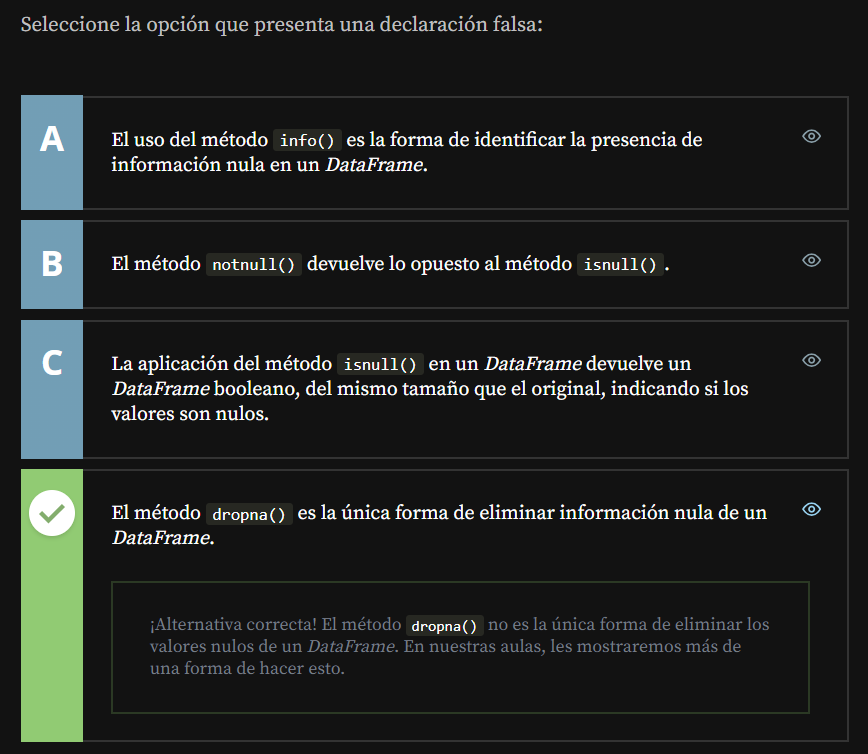 Seleccione la opción que presenta una declaración falsa:
A
El uso del método info() es la forma de identificar la presencia de
información nula en un DataFrame.
B
El método notnull() devuelve lo opuesto al método isnull().
C
La aplicación del método isnull() en un DataFrame devuelve un
DataFrame booleano, del mismo tamaño que el original, indicando si los
valores son nulos.
El método dropna() es la única forma de eliminar información nula de un
DataFrame.
¡Alternativa correcta! El método dropna() no es la única forma de eliminar los
valores nulos de un DataFrame. En nuestras aulas, les mostraremos más de
una forma de hacer esto.